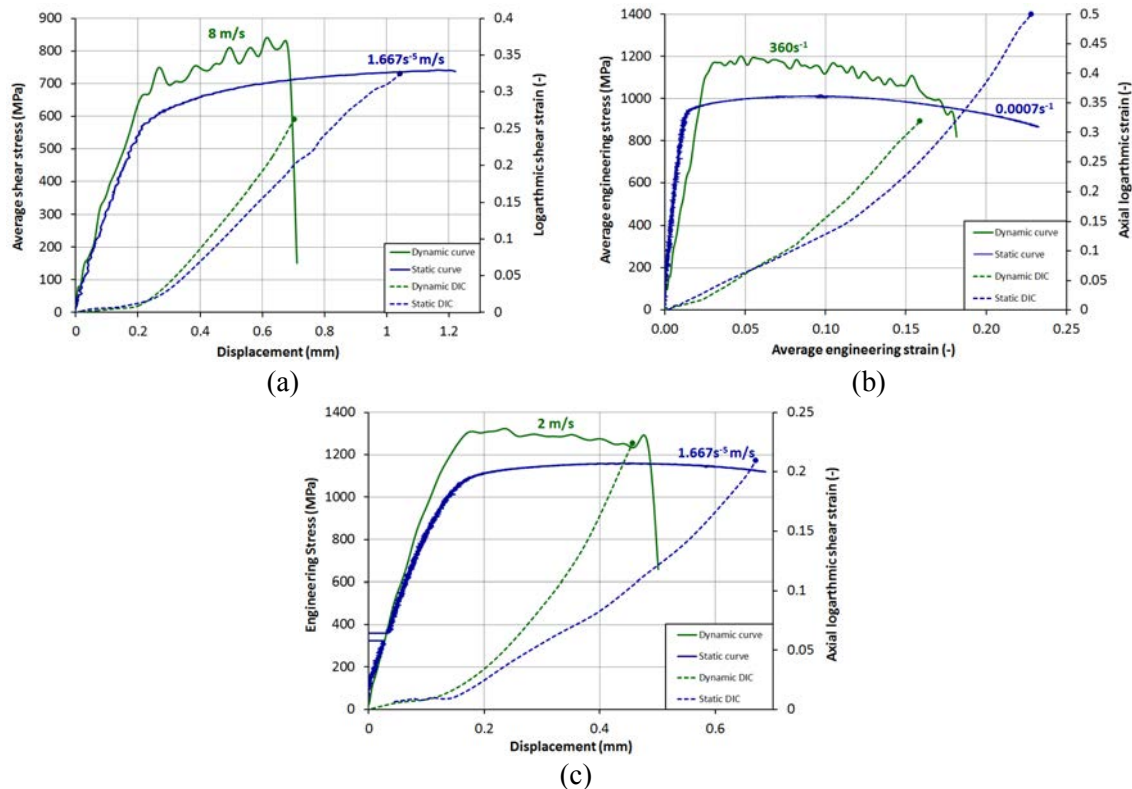 900
800
700
600
500
400
300
200
100
0
Average shear stress (MPa)
8 m/s
1.667s⁻⁵ m/s
0.4
0.35
0.3
0.25
0.2
0.15
0.1
0.05
0
Logarithmic shear strain (-)
Dynamic curve
Static curve
Dynamic DIC
Static DIC
0 0.2 0.4 0.6 0.8 1 1.2
Displacement (mm)
(a)
1400
1200
1000
800
600
400
200
0
Average engineering stress (MPa)
360s⁻¹
0.0007s⁻¹
0.5
0.45
0.4
0.35
0.3
0.25
0.2
0.15
0.1
0.05
0
Axial logarithmic strain (-)
Dynamic curve
Static curve
Dynamic DIC
Static DIC
0.00 0.05 0.10 0.15 0.20 0.25
Average engineering strain (-)
(b)
1400
1200
1000
800
600
400
200
0
Engineering Stress (MPa)
2 m/s
1.667s⁻⁵ m/s
0.25
0.2
0.15
0.1
0.05
0
Axial logarithmic shear strain (-)
Dynamic curve
Static curve
Dynamic DIC
Static DIC
0 0.2 0.4 0.6
Displacement (mm)
(c)